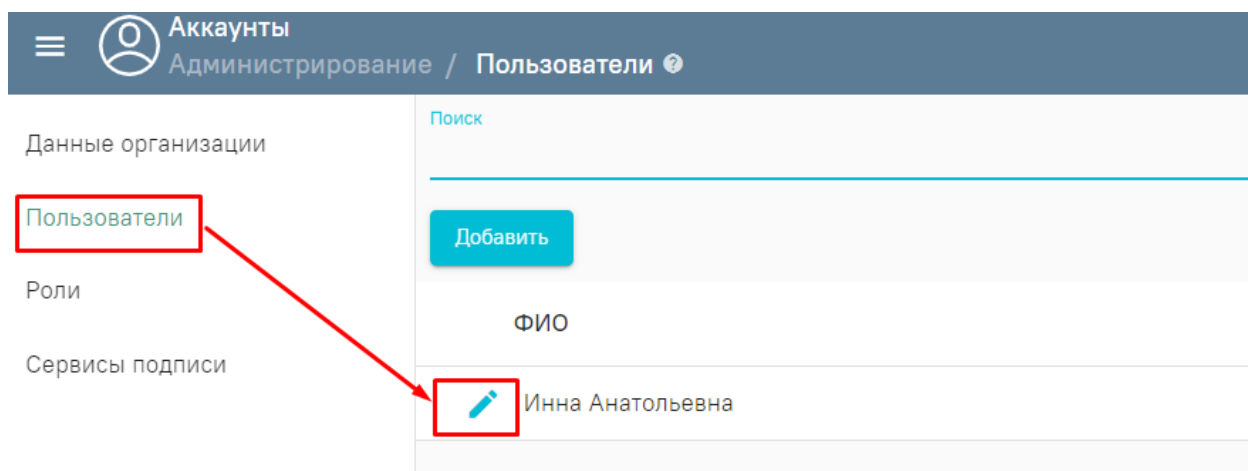 Аккаунты
Администрирование / Пользователи ?
Данные организации
Пользователи
Роли
Сервисы подписи
Поиск
Добавить
ФИО
Инна Анатольевна